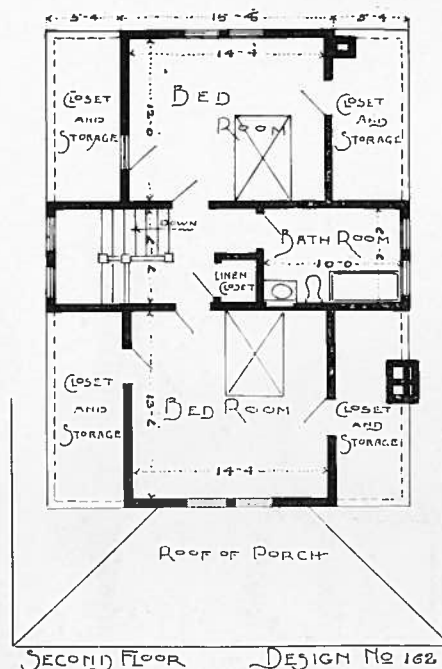 5-4 15-6 5-4
14-4
12-0
BED
ROOM
CLOSET
AND
STORAGE
CLOSET
AND
STORAGE
DOWN
7-7
BATH ROOM
10-0
LINEN
CLOSET
BED ROOM
CLOSET
AND
STORAGE
CLOSET
AND
STORAGE
14-4
ROOF OF PORCH
SECOND FLOOR DESIGN No 162